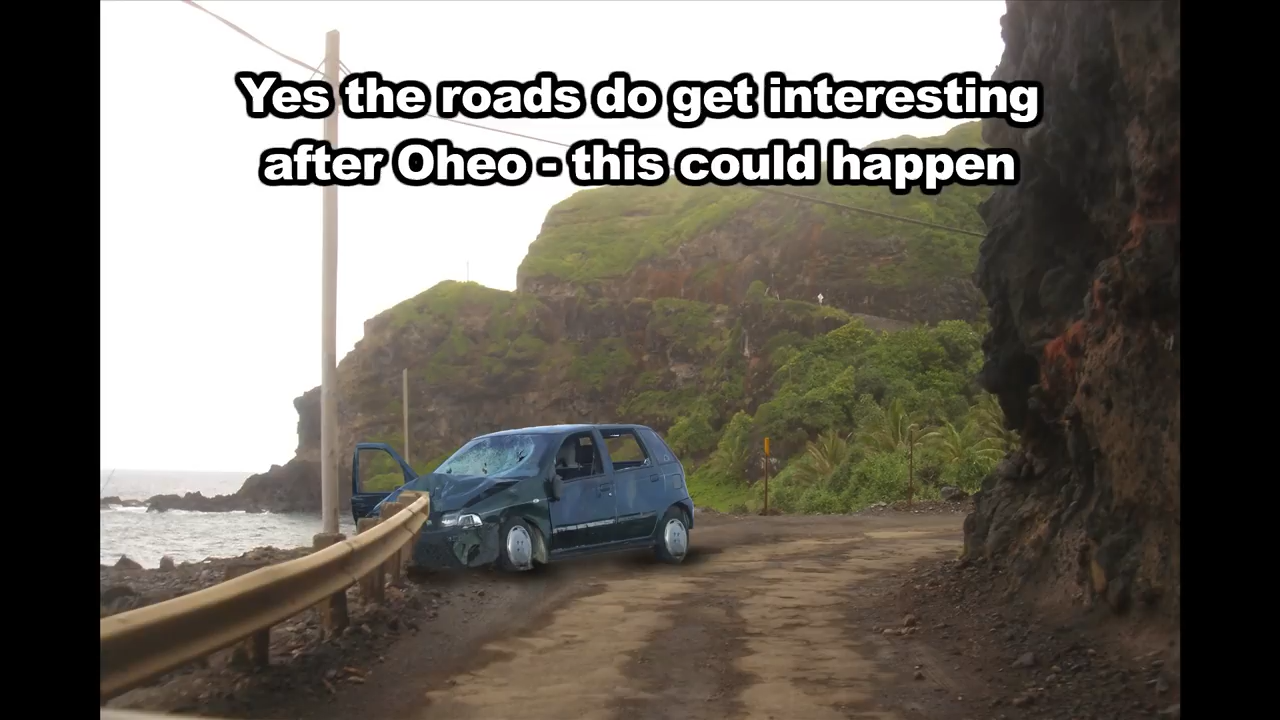 Yes the roads do get interesting
after Oheo - this could happen